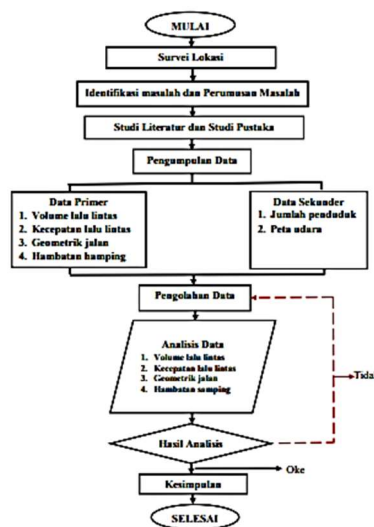 MULAI
Survei Lokasi
Identifikasi masalah dan Perumusan Masalah
Studi Literatur dan Studi Pustaka
Pengumpulan Data
Data Primer
1. Volume lalu lintas
2. Kecepatan lalu lintas
3. Geometrik jalan
4. Hambatan hamping
Data Sekunder
1. Jumlah penduduk
2. Peta udara
Pengolahan Data
Analisis Data
1. Volume lalu lintas
2. Kecepatan lalu lintas
3. Geometrik jalan
4. Hambatan samping
Tida
Hasil Analisis
Oke
Kesimpulan
SELESAI